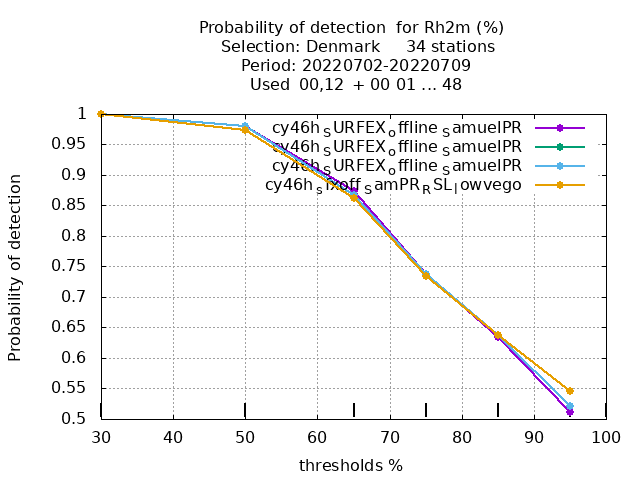 Probability of detection for Rh2m (%)
Selection: Denmark 34 stations
Period: 20220702-20220709
Used 00,12 + 00 01 ... 48
cy46h_SURFEX_offline_SamuelPR
cy46h_SURFEX_offline_SamuelPR
cy46h_SURFEX_offline_SamuelPR
cy46h_sixoff_SamPR_RSL_lowvego
Probability of detection
1
0.95
0.9
0.85
0.8
0.75
0.7
0.65
0.6
0.55
0.5
30 40 50 60 70 80 90 100
thresholds %